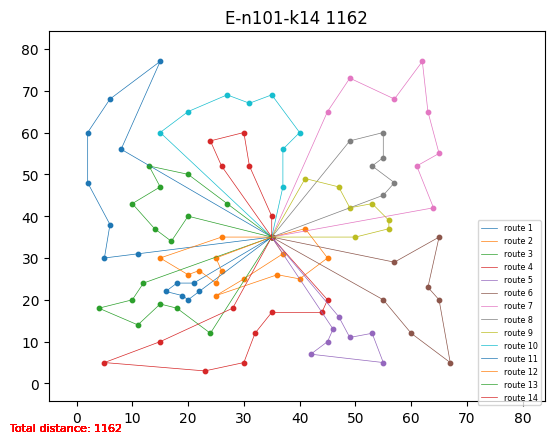 E-n101-k14 1162
80
70
60
50
40
30
20
10
0
route 1
route 2
route 3
route 4
route 5
route 6
route 7
route 8
route 9
route 10
route 11
route 12
route 13
route 14
0 10 20 30 40 50 60 70 80
Total distance: 1162